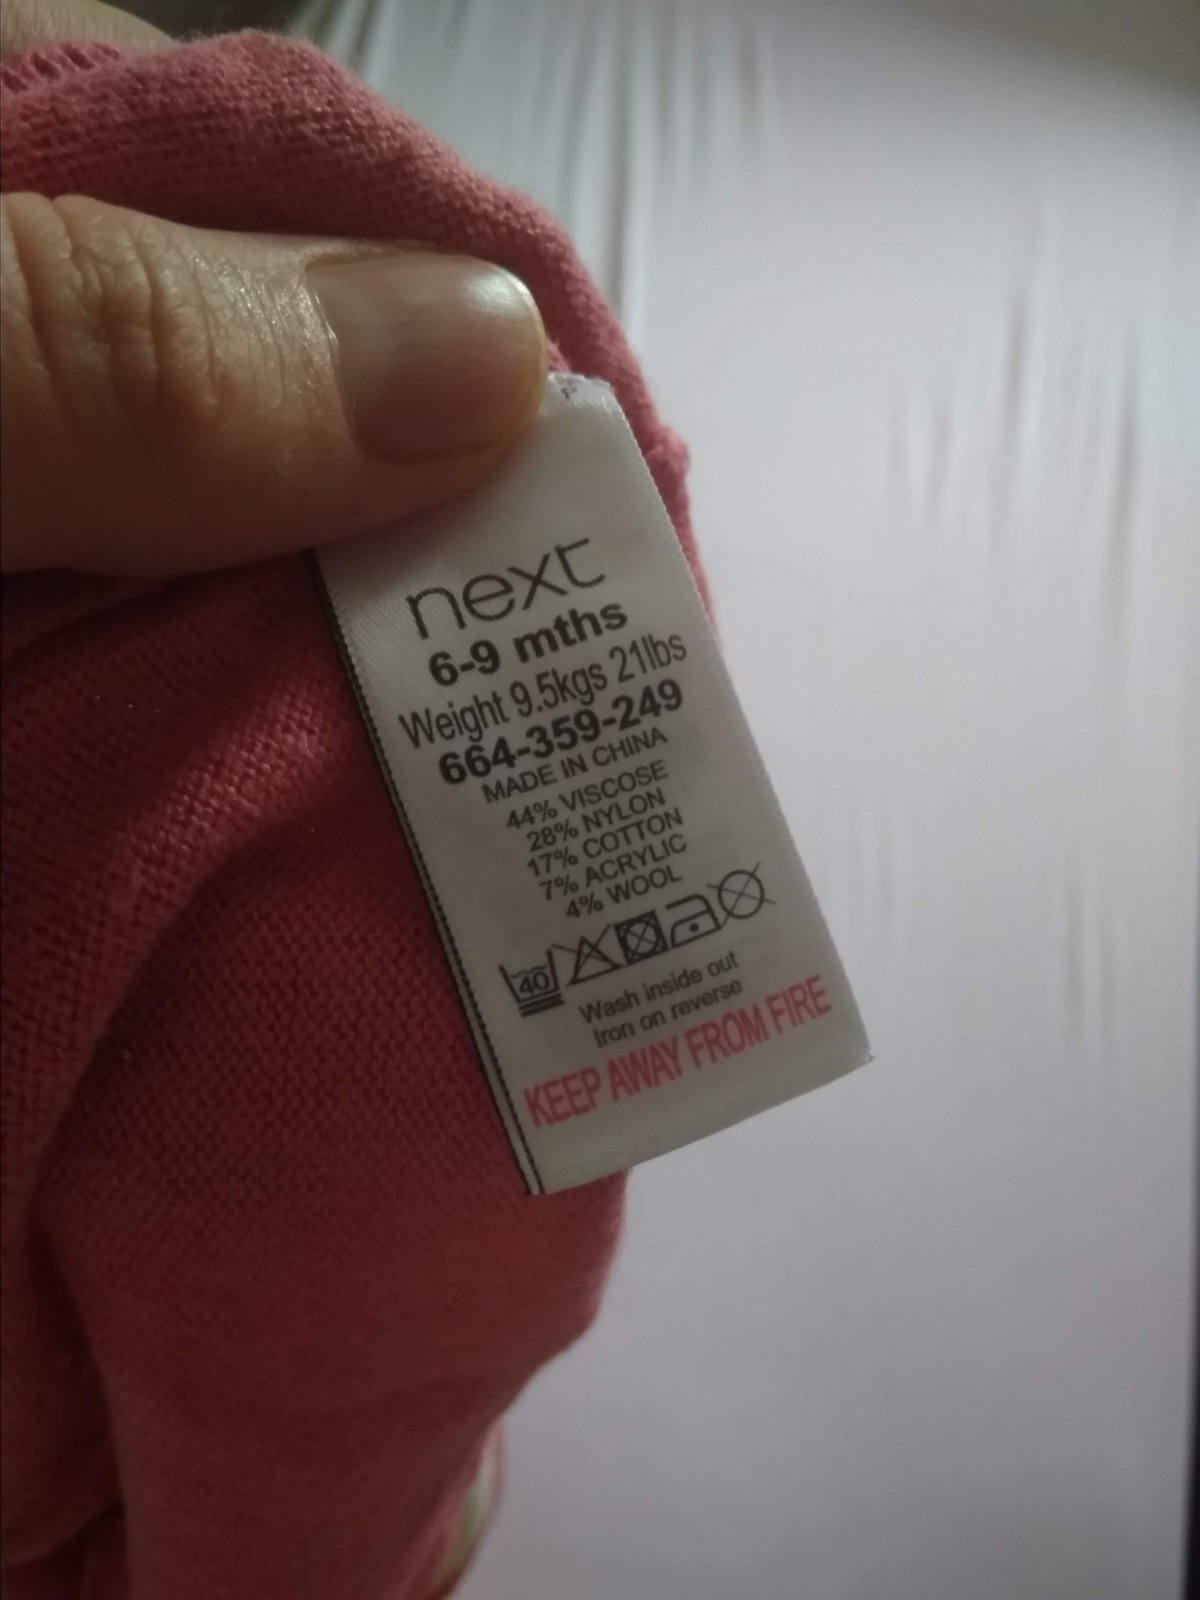 next
6-9 mths
Weight 9.5kgs 21lbs
664-359-249
MADE IN CHINA
44% VISCOSE
28% NYLON
17% COTTON
7% ACRYLIC
4% WOOL
40
Wash inside out
Iron on reverse
KEEP AWAY FROM FIRE